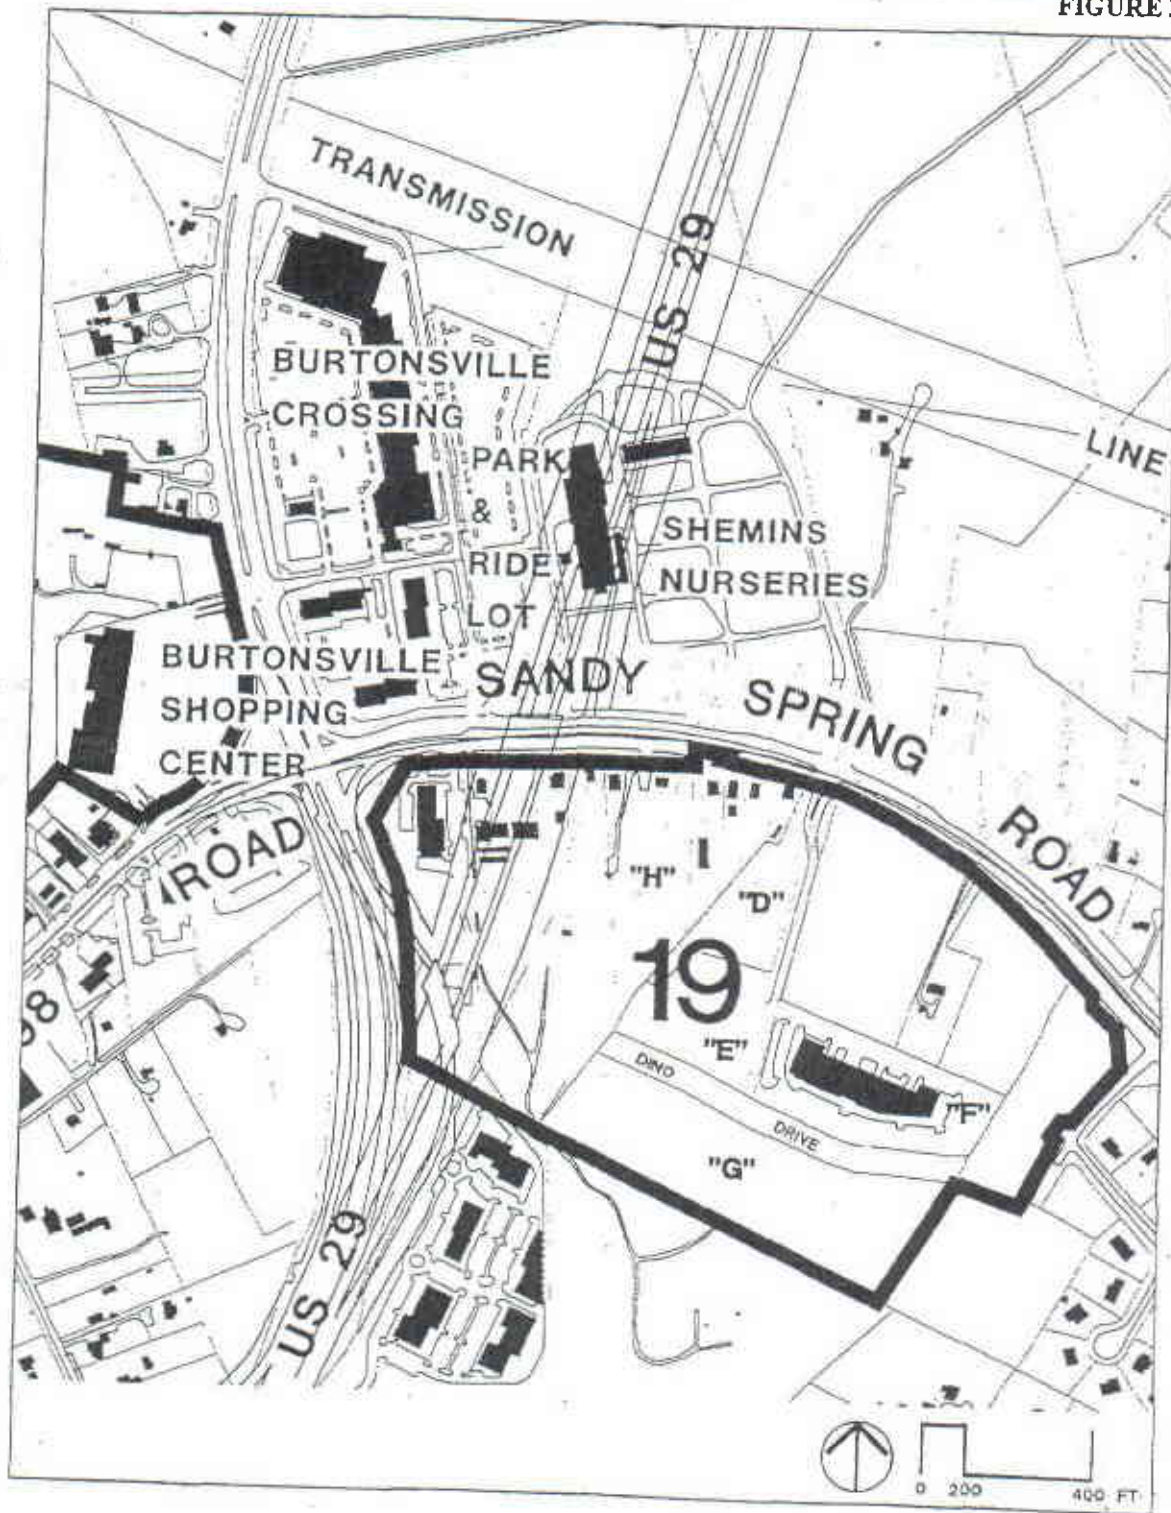 FIGURE
TRANSMISSION
LINE
US 29
BURTONSVILLE
CROSSING
PARK
&
RIDE
LOT
SHEMINS
NURSERIES
BURTONSVILLE
SHOPPING
CENTER
SANDY
SPRING
ROAD
ROAD
"H"
"D"
19
"E"
DINO
DRIVE
"F"
"G"
US 29
0 200 400 FT